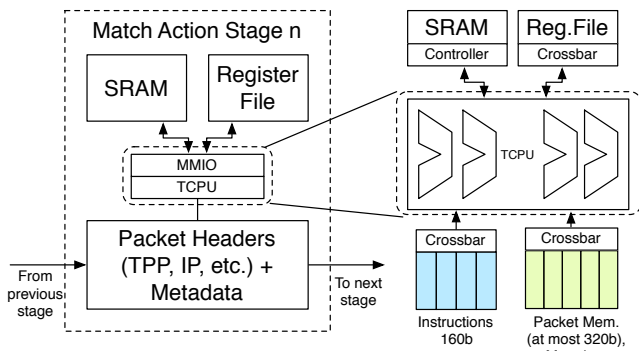 Match Action Stage n
SRAM
Register
File
MMIO
TCPU
Packet Headers
(TPP, IP, etc.) +
Metadata
From
previous
stage
To next
stage
SRAM
Controller
Reg.File
Crossbar
TCPU
Crossbar
Crossbar
Instructions
160b
Packet Mem.
(at most 320b),